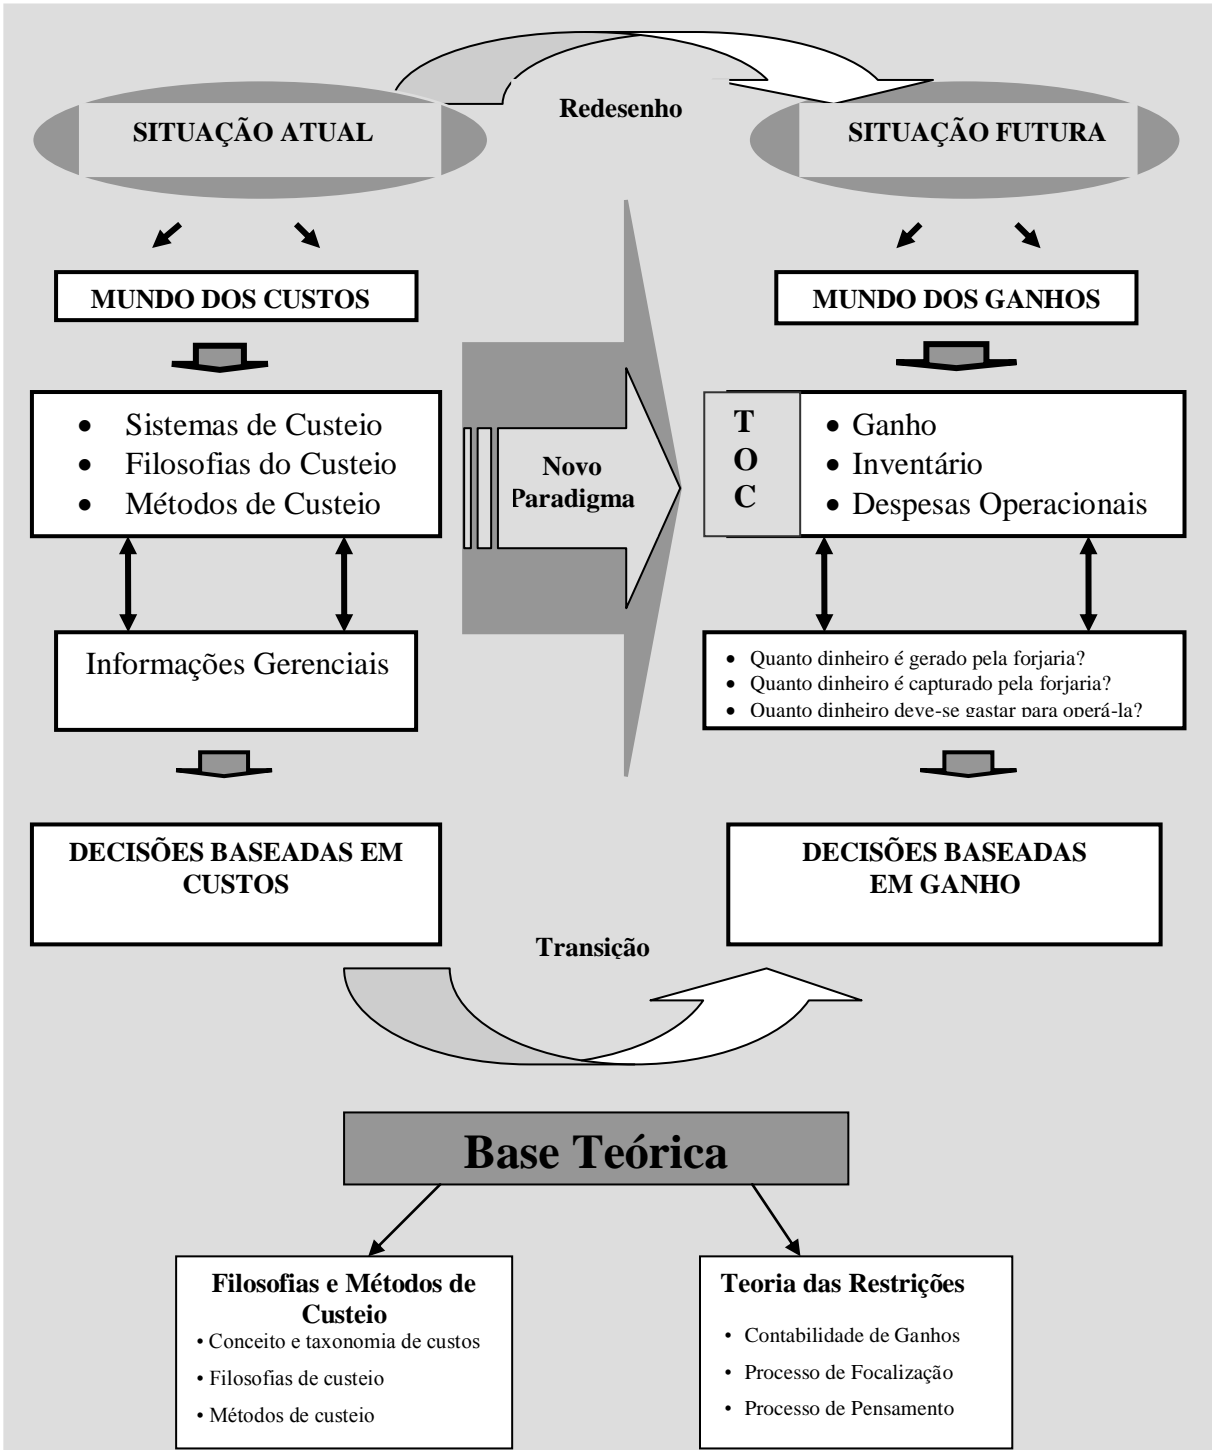 Redesenho
SITUAÇÃO ATUAL
SITUAÇÃO FUTURA
MUNDO DOS CUSTOS
MUNDO DOS GANHOS
• Sistemas de Custeio
• Filosofias do Custeio
• Métodos de Custeio
Novo
Paradigma
T
O
C
• Ganho
• Inventário
• Despesas Operacionais
Informações Gerenciais
• Quanto dinheiro é gerado pela forjaria?
• Quanto dinheiro é capturado pela forjaria?
• Quanto dinheiro deve-se gastar para operá-la?
DECISÕES BASEADAS EM
CUSTOS
DECISÕES BASEADAS
EM GANHO
Transição
Base Teórica
Filosofias e Métodos de
Custeio
• Conceito e taxonomia de custos
• Filosofias de custeio
• Métodos de custeio
Teoria das Restrições
• Contabilidade de Ganhos
• Processo de Focalização
• Processo de Pensamento